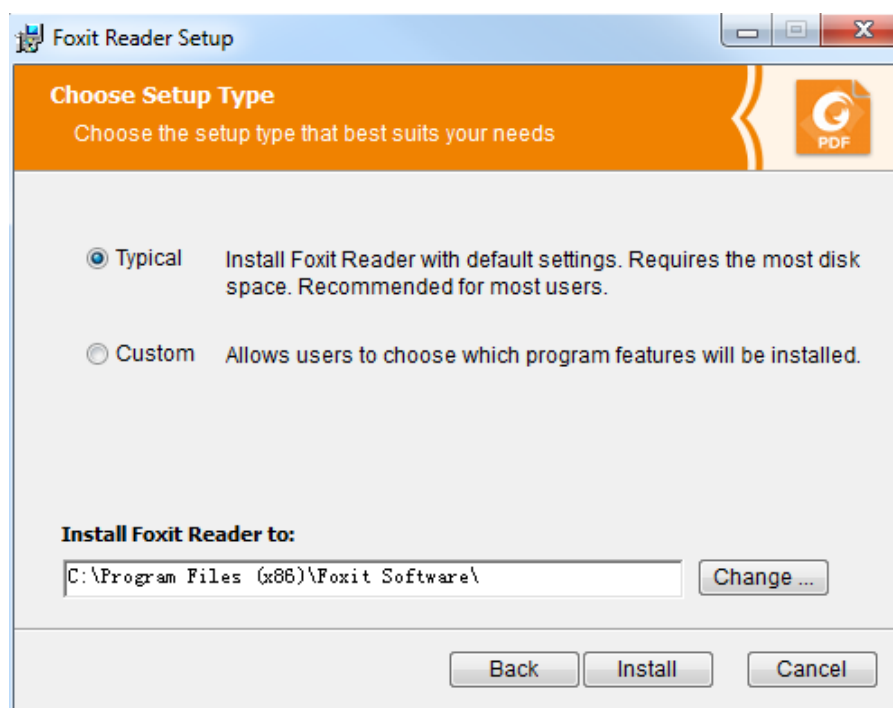 Foxit Reader Setup
Choose Setup Type
Choose the setup type that best suits your needs
PDF
Typical
Install Foxit Reader with default settings. Requires the most disk
space. Recommended for most users.
Custom
Allows users to choose which program features will be installed.
Install Foxit Reader to:
C:\Program Files (x86)\Foxit Software\
Change ...
Back
Install
Cancel